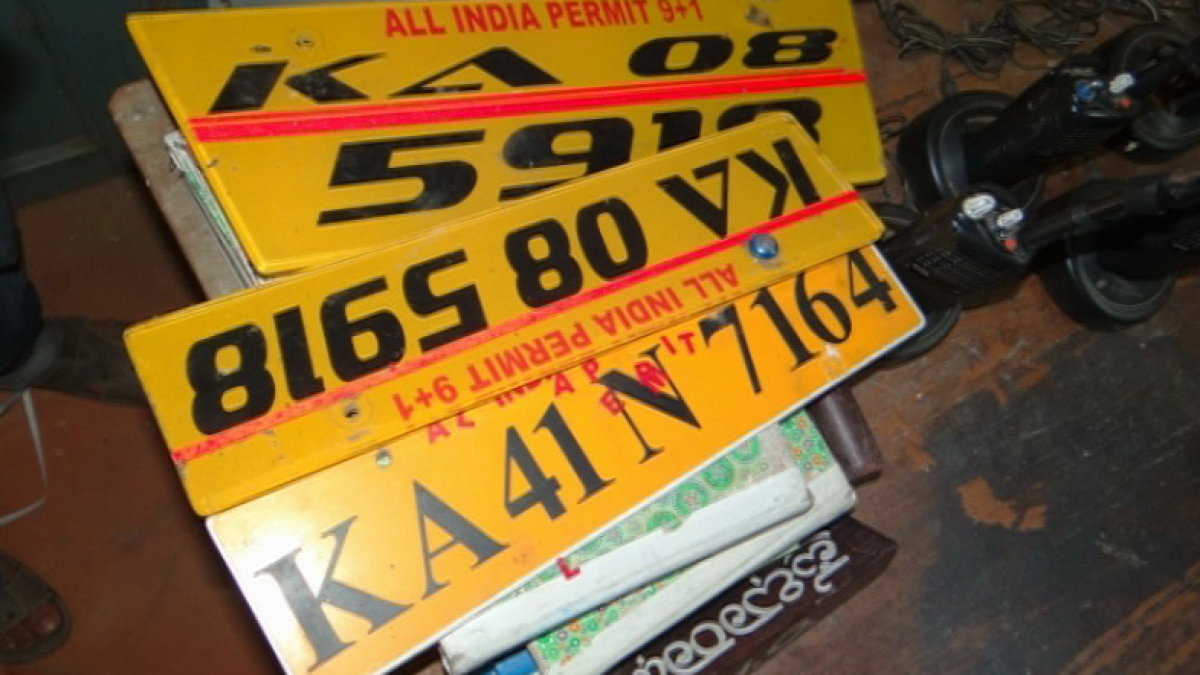 ALL INDIA PERMIT 9+1
KA 08
5918
KA 08 5918
ALL INDIA PERMIT 9+1
KA 41 N 7164